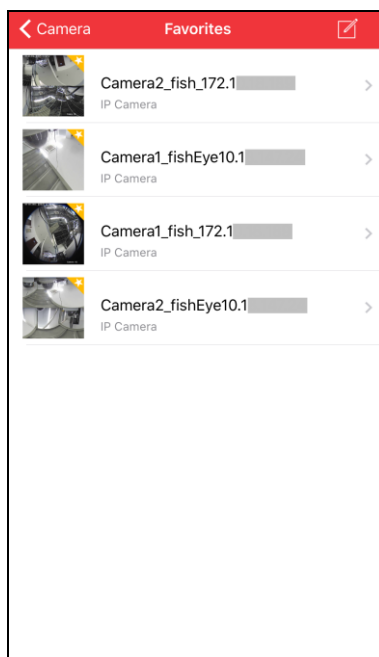 Camera
Favorites
Camera2_fish_172.1
IP Camera
Camera1_fishEye10.1
IP Camera
Camera1_fish_172.1
IP Camera
Camera2_fishEye10.1
IP Camera